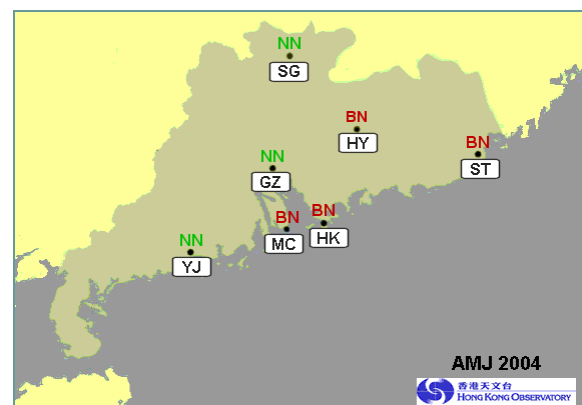 NN
SG
BN
HY
BN
ST
NN
GZ
BN
MC
BN
HK
NN
YJ
AMJ 2004
香港天文台
HONG KONG OBSERVATORY